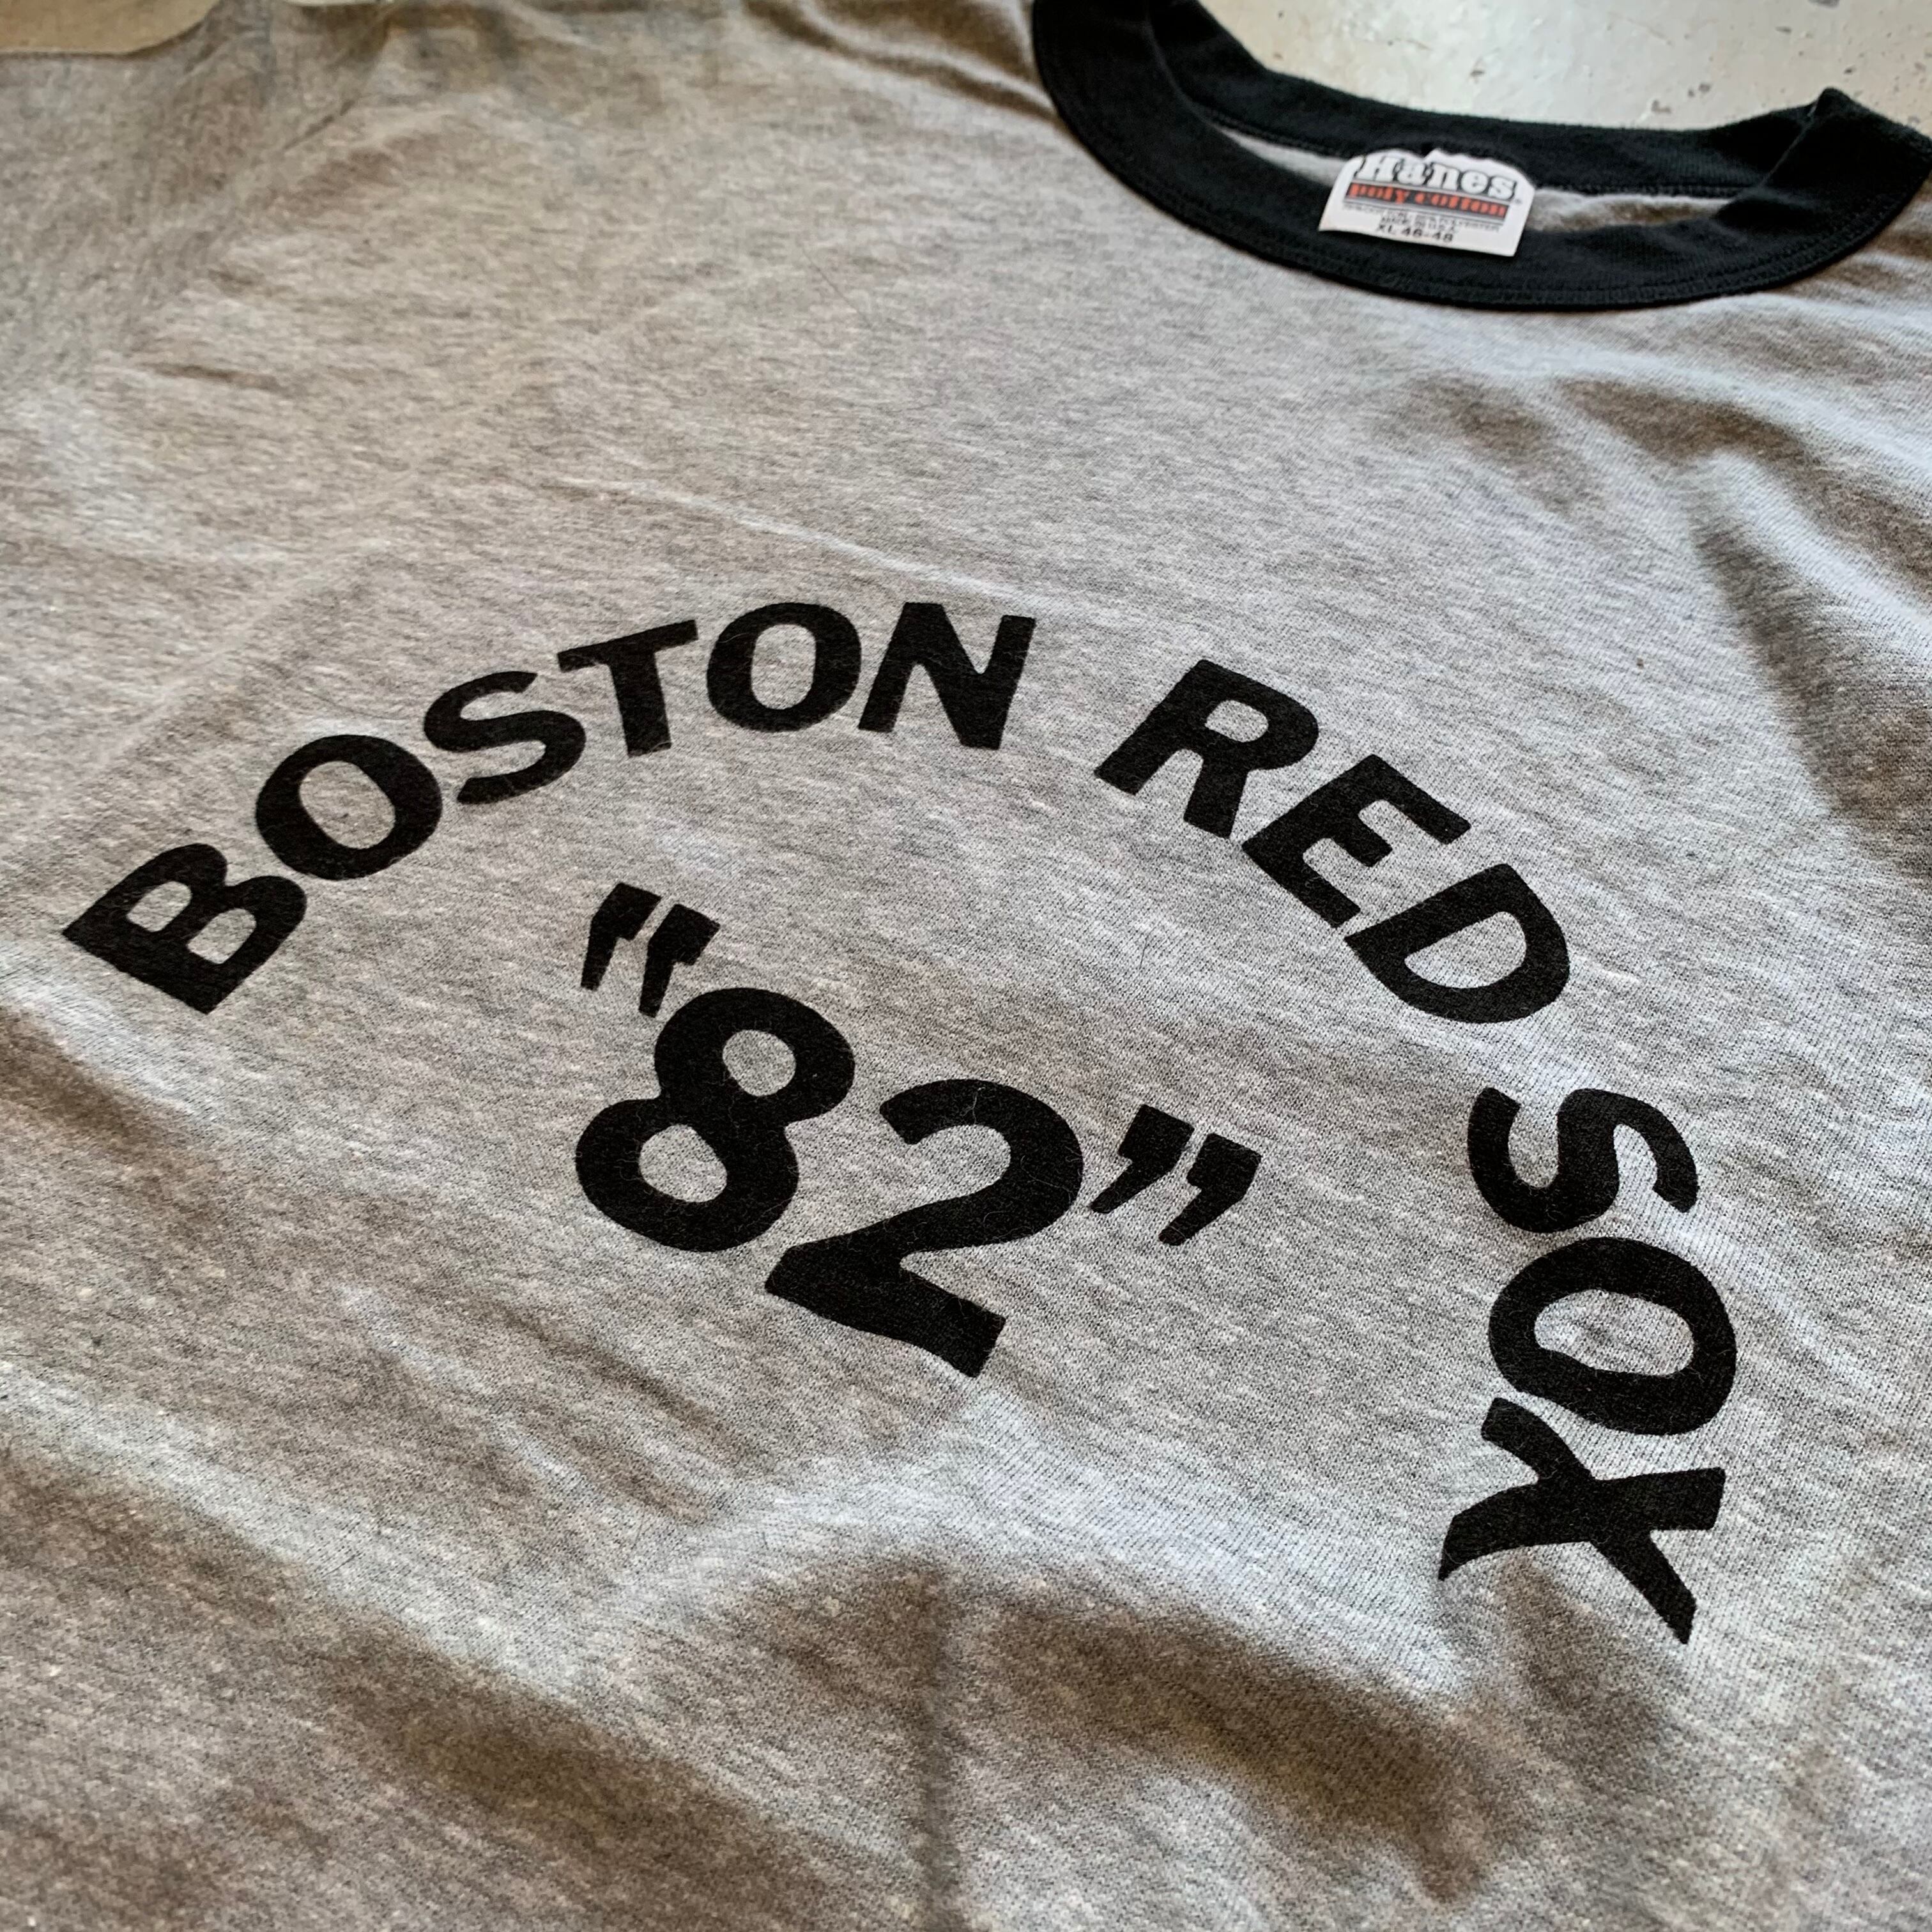 Hanes
poly cotton
XL 46-48
BOSTON RED SOX
“82”